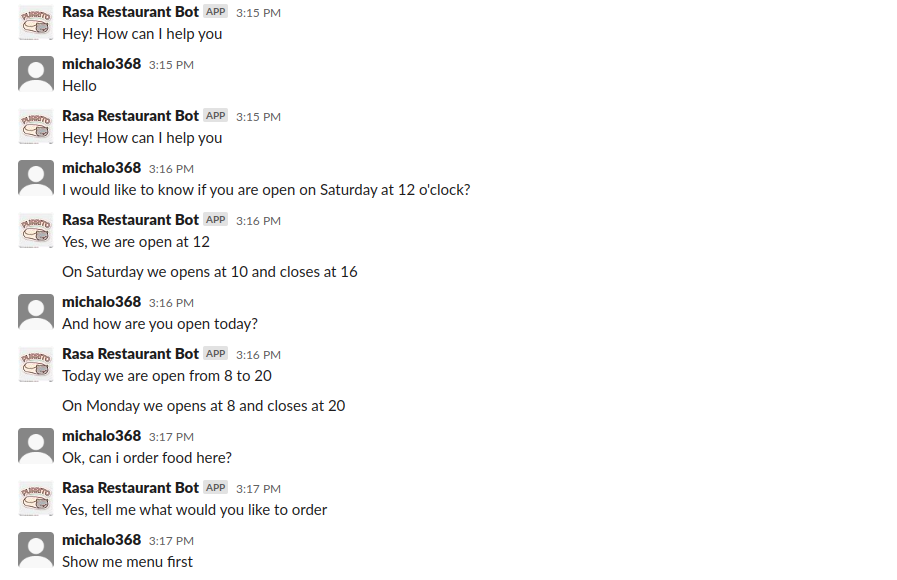 Rasa Restaurant Bot APP 3:15 PM
Hey! How can I help you
michalo368 3:15 PM
Hello
PURRITO
Rasa Restaurant Bot APP 3:15 PM
Hey! How can I help you
michalo368 3:16 PM
I would like to know if you are open on Saturday at 12 o'clock?
PURRITO
Rasa Restaurant Bot APP 3:16 PM
Yes, we are open at 12
On Saturday we opens at 10 and closes at 16
michalo368 3:16 PM
And how are you open today?
PURRITO
Rasa Restaurant Bot APP 3:16 PM
Today we are open from 8 to 20
On Monday we opens at 8 and closes at 20
michalo368 3:17 PM
Ok, can i order food here?
PURRITO
Rasa Restaurant Bot APP 3:17 PM
Yes, tell me what would you like to order
michalo368 3:17 PM
Show me menu first